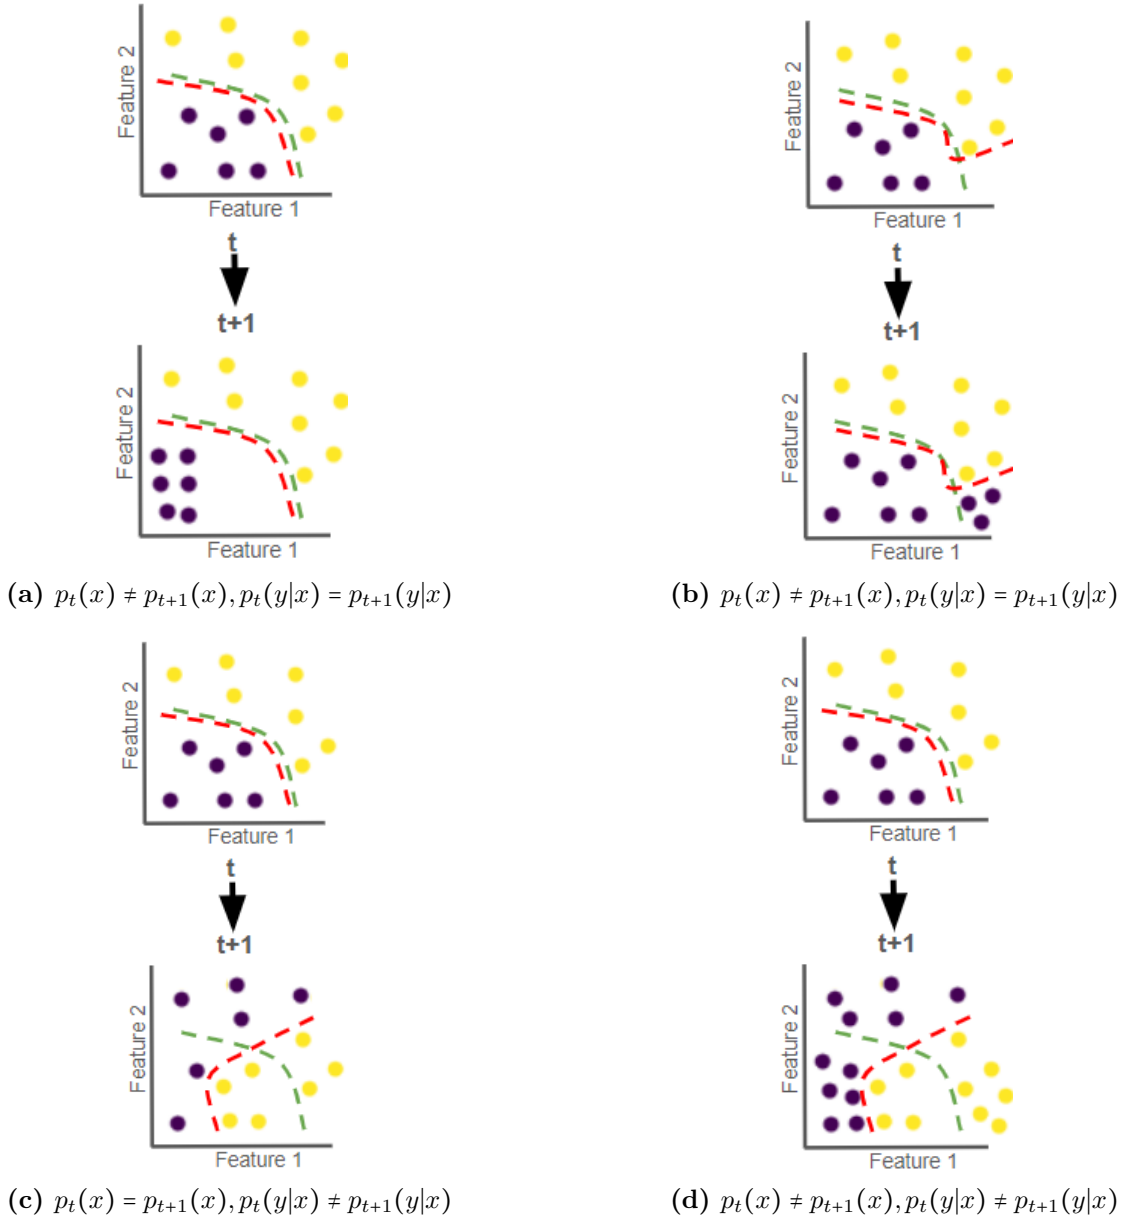 Feature 2
Feature 1
t
t+1
Feature 2
Feature 1
(a) pₜ(x) ≠ pₜ₊₁(x), pₜ(y|x) = pₜ₊₁(y|x)
Feature 2
Feature 1
t
t+1
Feature 2
Feature 1
(b) pₜ(x) ≠ pₜ₊₁(x), pₜ(y|x) = pₜ₊₁(y|x)
Feature 2
Feature 1
t
t+1
Feature 2
Feature 1
(c) pₜ(x) = pₜ₊₁(x), pₜ(y|x) ≠ pₜ₊₁(y|x)
Feature 2
Feature 1
t
t+1
Feature 2
Feature 1
(d) pₜ(x) ≠ pₜ₊₁(x), pₜ(y|x) ≠ pₜ₊₁(y|x)